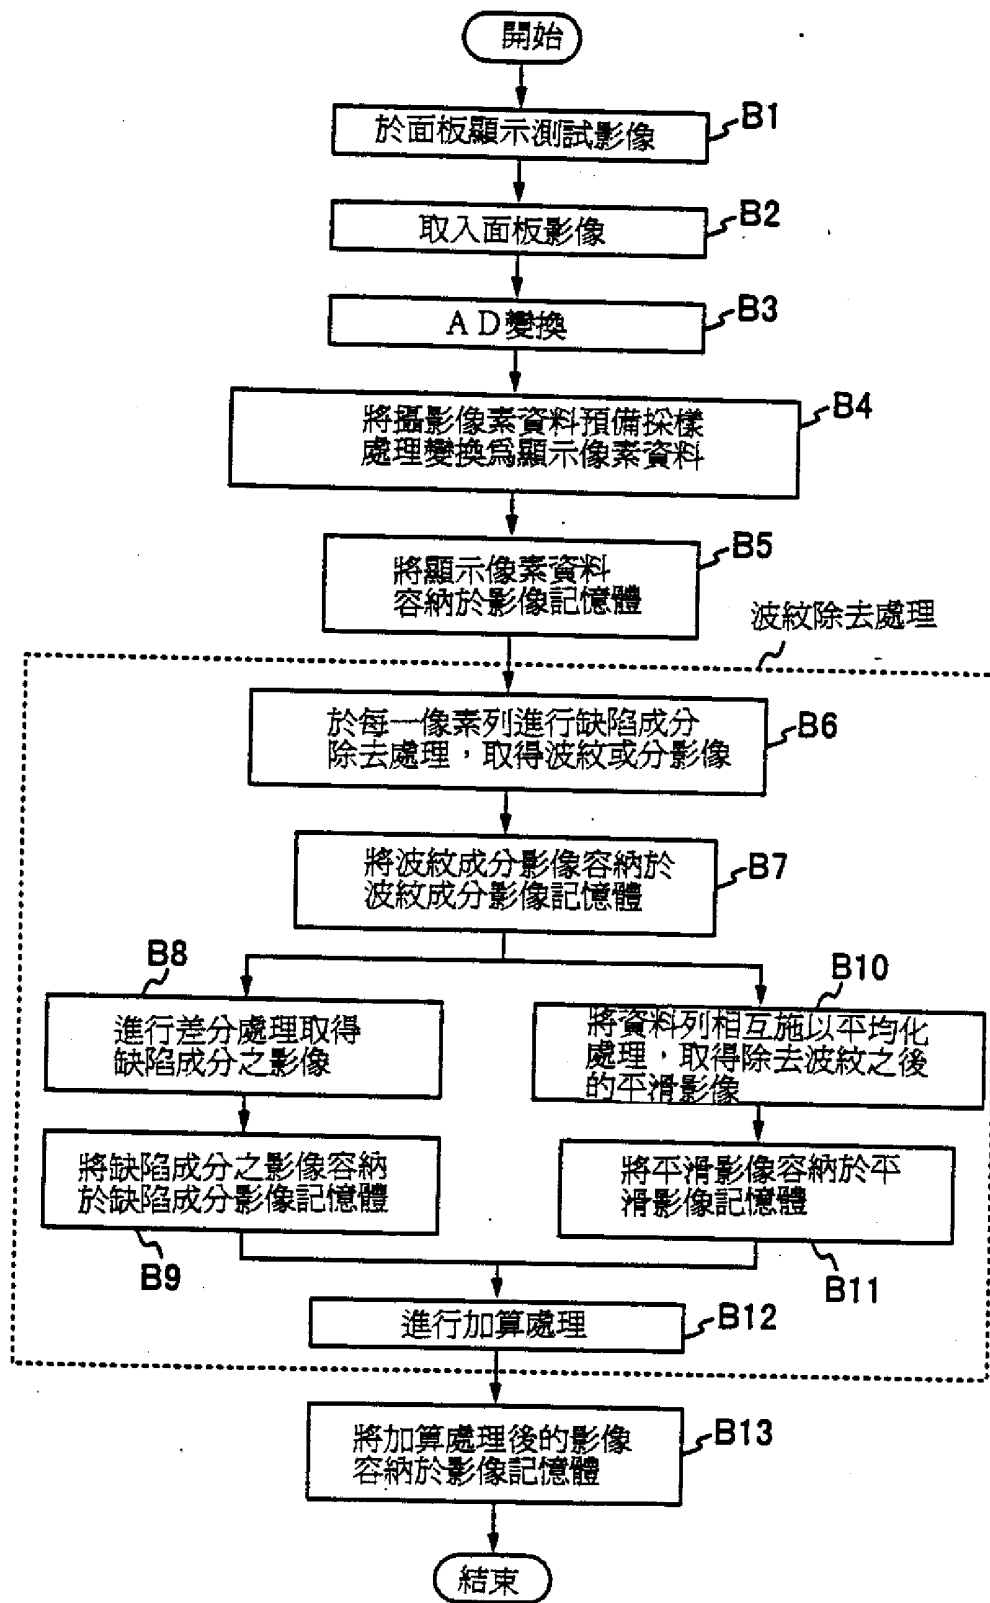 開始
B1
於面板顯示測試影像
B2
取入面板影像
B3
AD變換
B4
將攝影像素資料預備採樣
處理變換為顯示像素資料
B5
將顯示像素資料
容納於影像記憶體
波紋除去處理
B6
於每一像素列進行缺陷成分
除去處理，取得波紋或分影像
B7
將波紋成分影像容納於
波紋成分影像記憶體
B8
進行差分處理取得
缺陷成分之影像
B10
將資料列相互施以平均化
處理，取得除去波紋之後
的平滑影像
將缺陷成分之影像容納
於缺陷成分影像記憶體
B9
將平滑影像容納於平
滑影像記憶體
B11
進行加算處理
B12
將加算處理後的影像
容納於影像記憶體
B13
結束